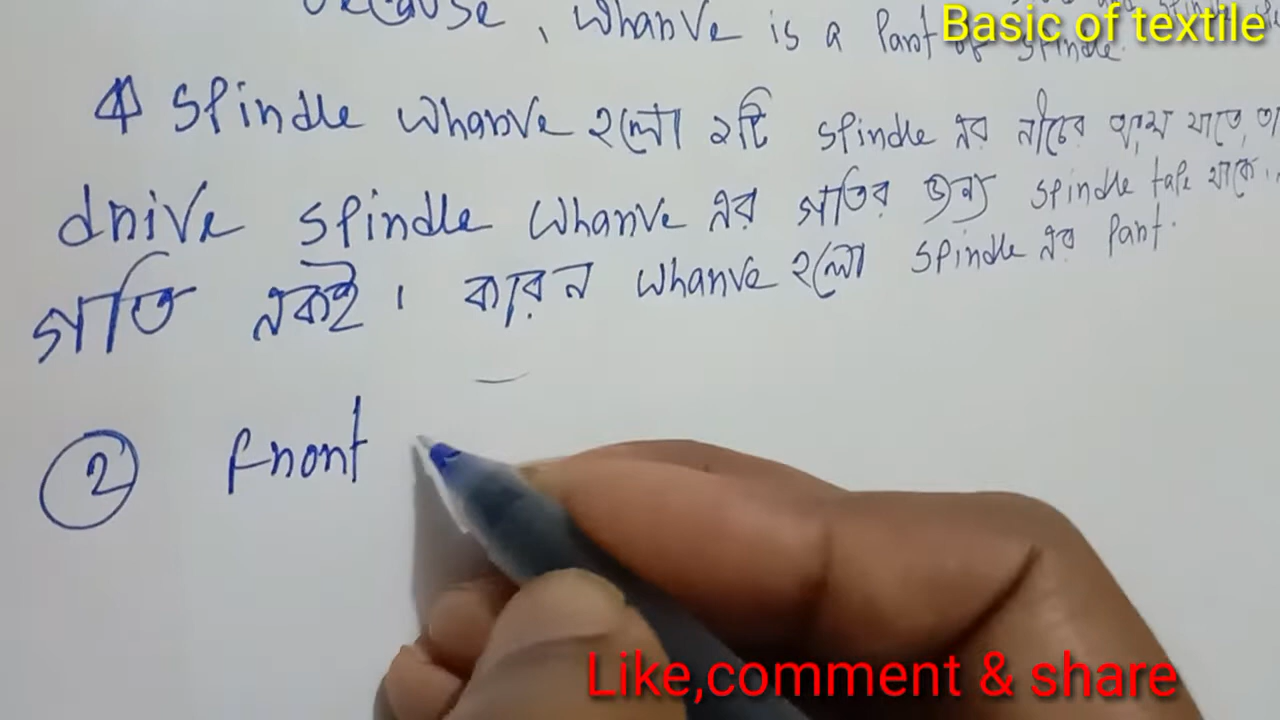 because, Wharve is a Part of spindle.
Basic of textile
Spindle wharve হলো ২টি spindle এর নীচের
drive spindle wharve এর গতির জন্য spindle tape থাকে।
গতি একই। কারন wharve হলো spindle এর Part.
② front
Like,comment & share